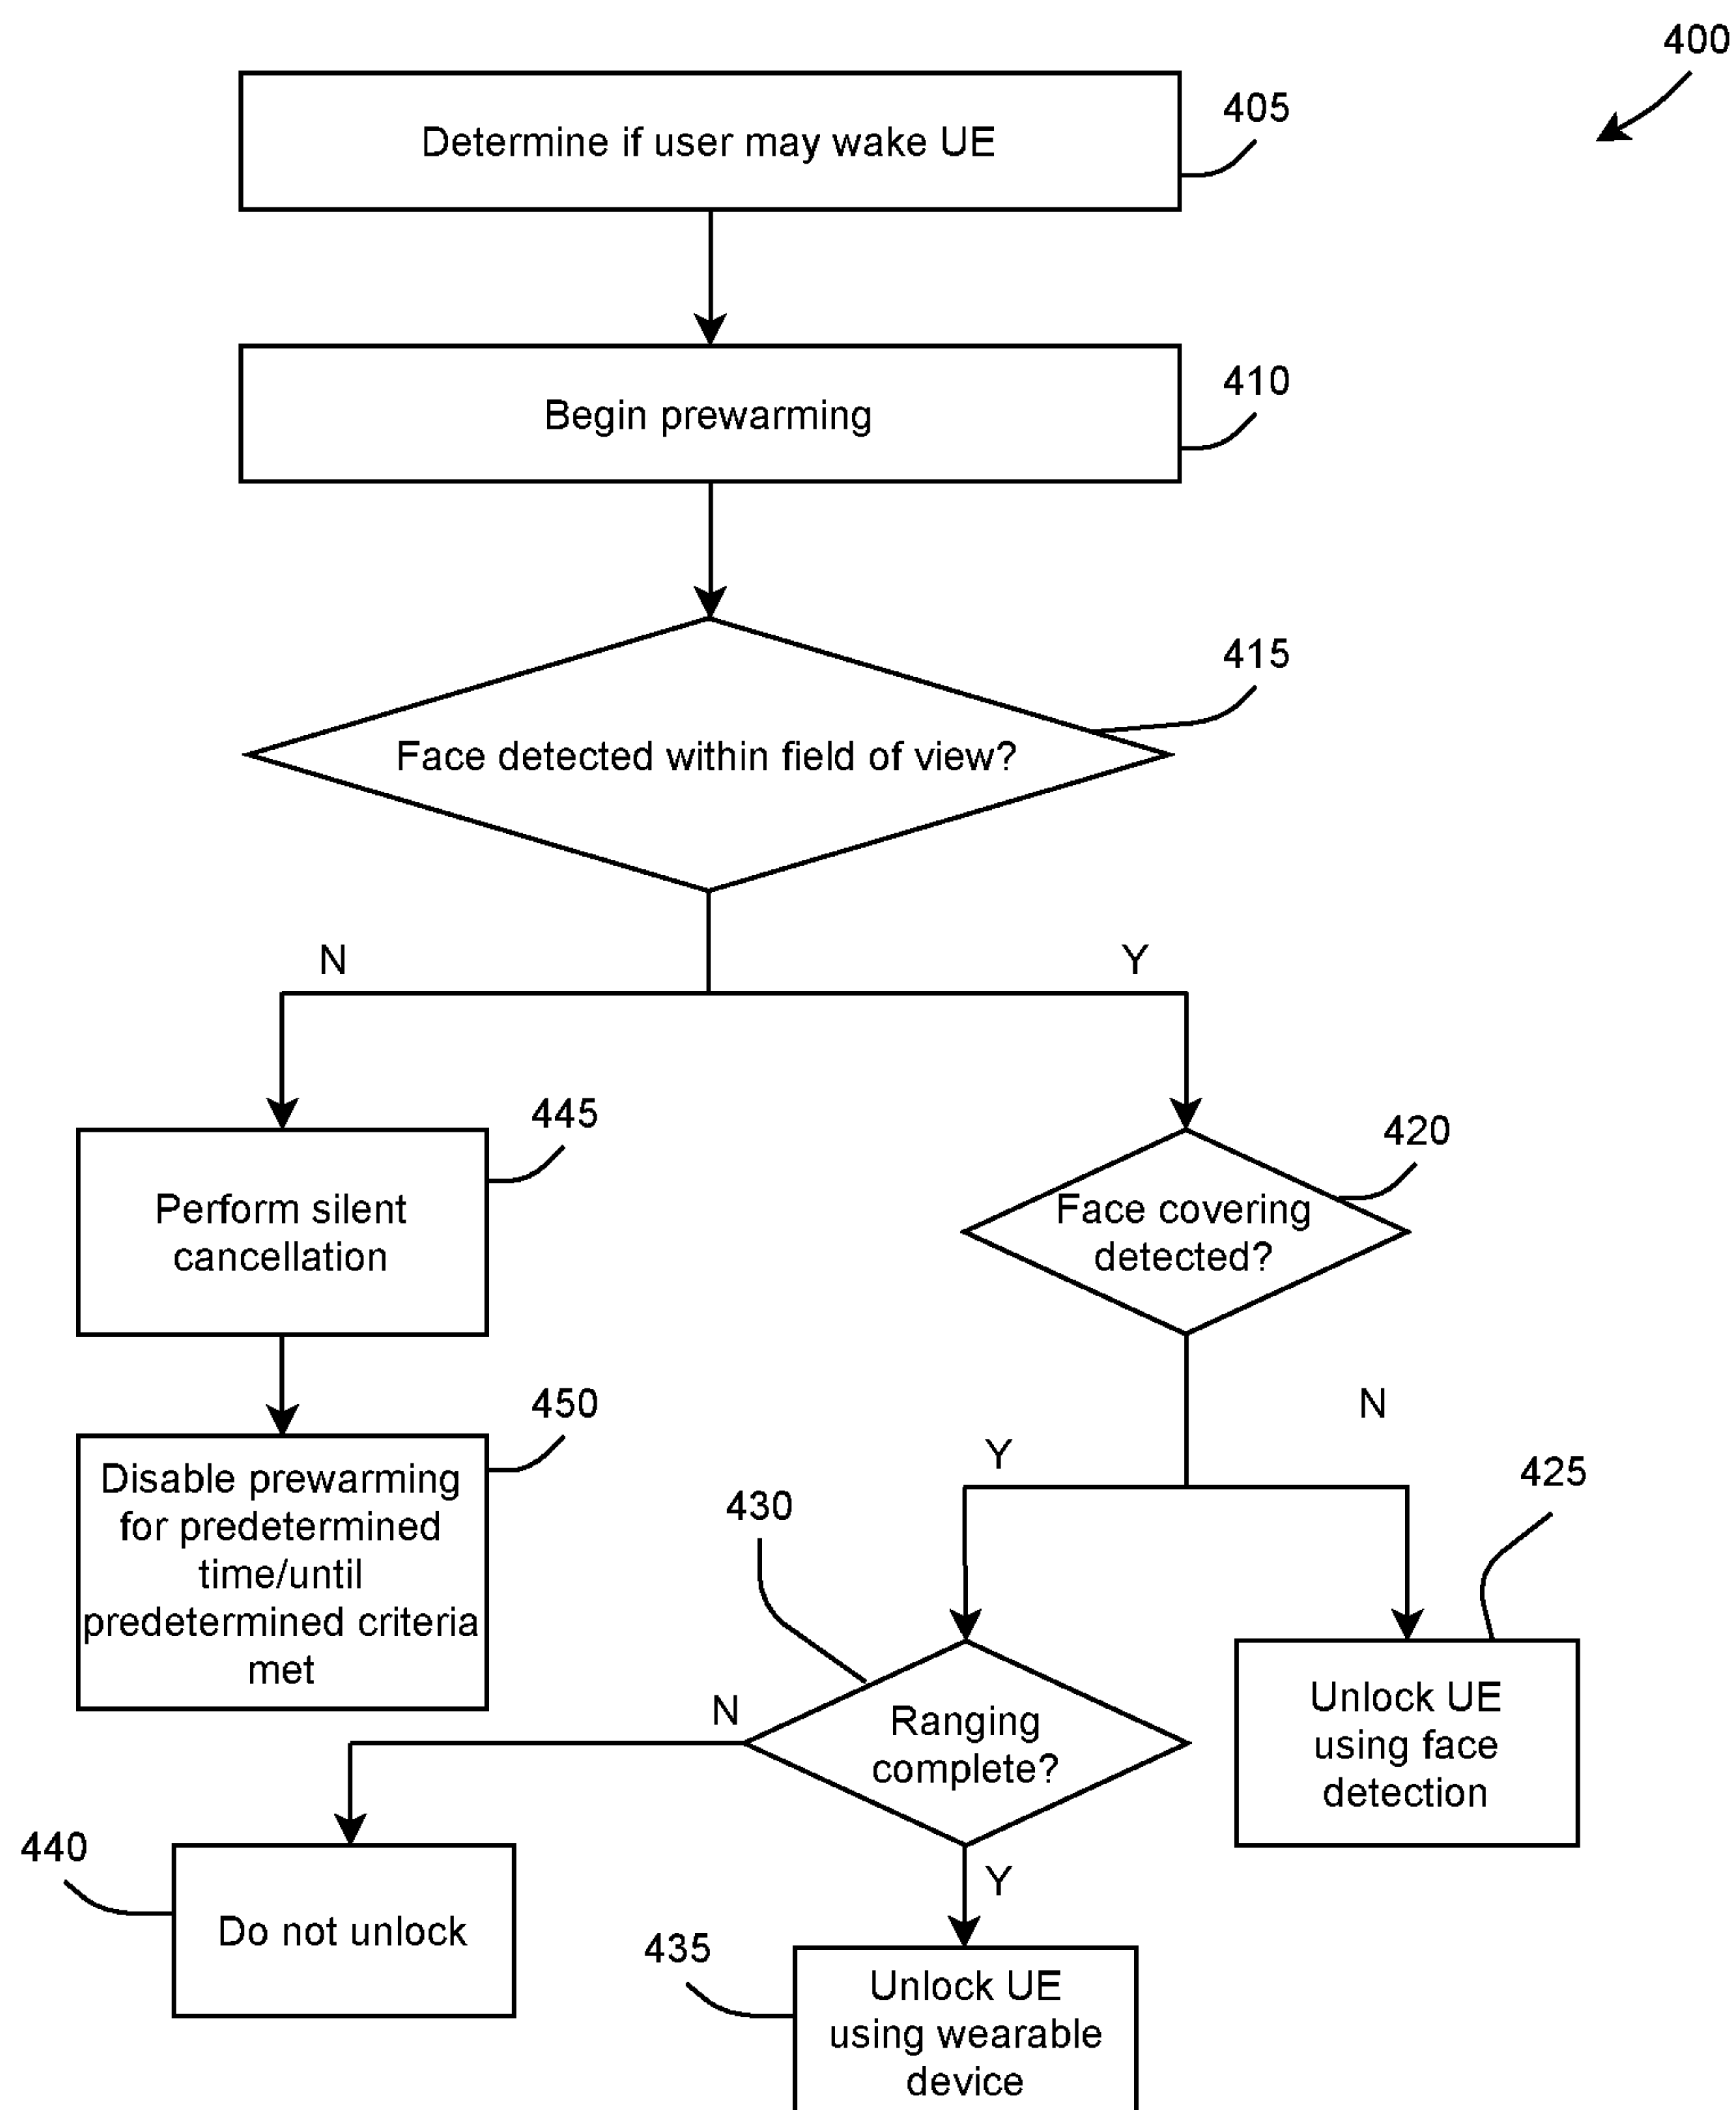 400
Determine if user may wake UE
405
Begin prewarming
410
Face detected within field of view?
415
N
Y
Perform silent
cancellation
445
Face covering
detected?
420
Disable prewarming
for predetermined
time/until
predetermined criteria
met
450
Y
N
430
425
Ranging
complete?
N
Y
Unlock UE
using face
detection
440
Do not unlock
435
Unlock UE
using wearable
device